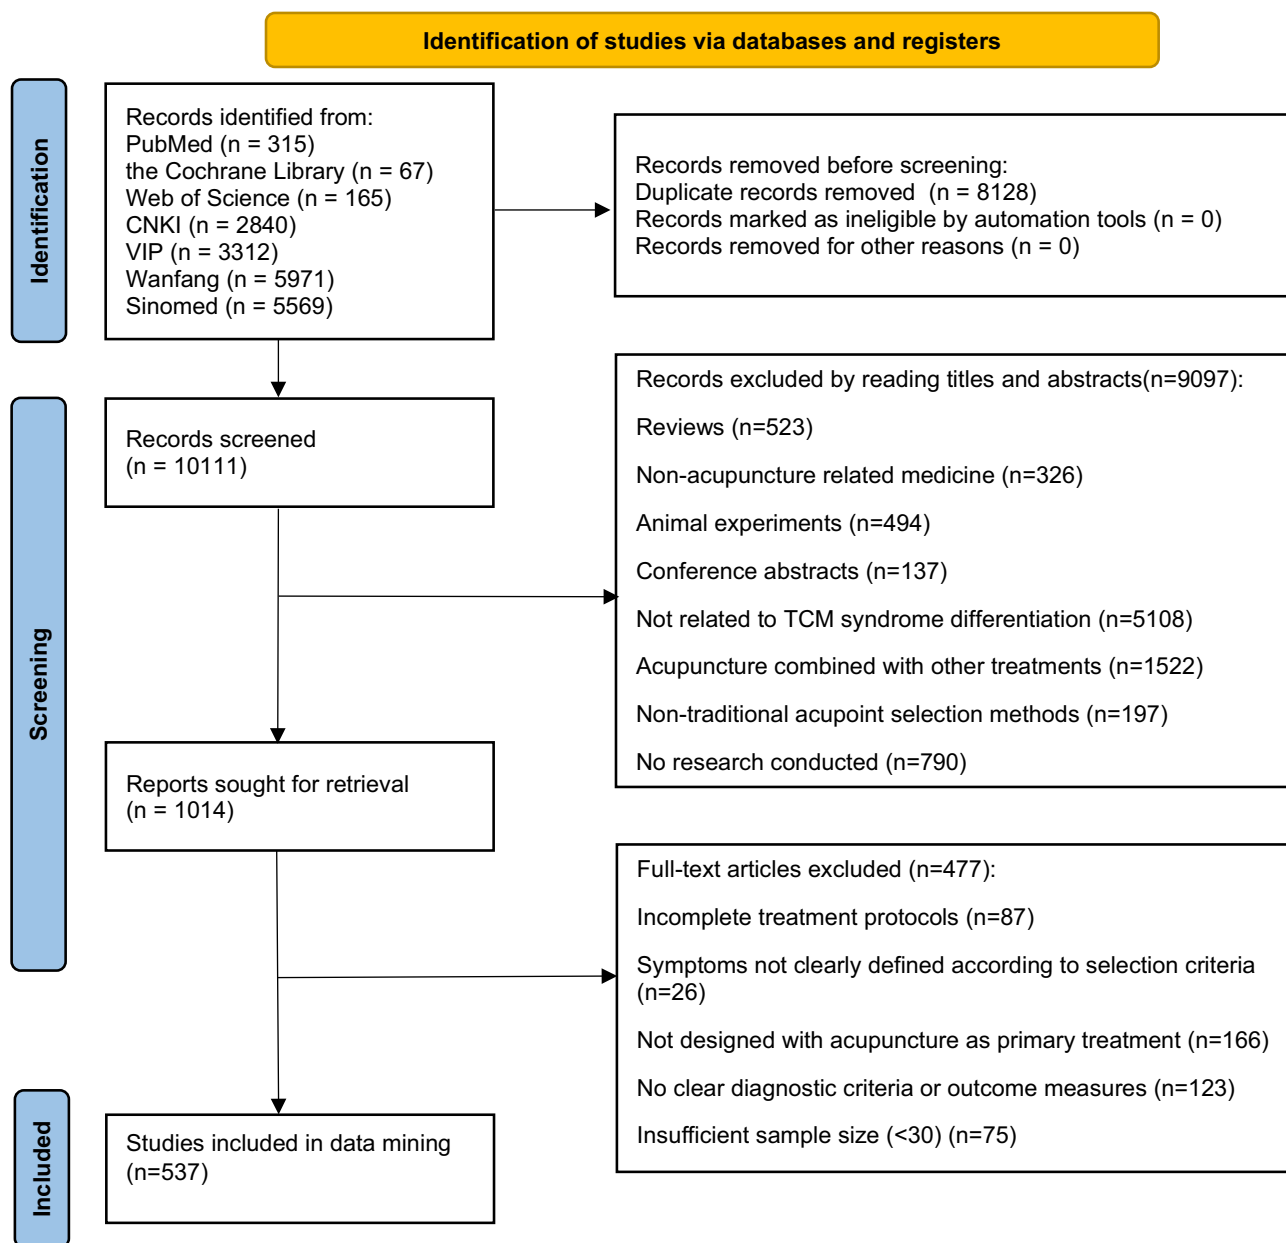 Identification of studies via databases and registers
Identification
Records identified from:
PubMed (n = 315)
the Cochrane Library (n = 67)
Web of Science (n = 165)
CNKI (n = 2840)
VIP (n = 3312)
Wanfang (n = 5971)
Sinomed (n = 5569)
Records removed before screening:
Duplicate records removed  (n = 8128)
Records marked as ineligible by automation tools (n = 0)
Records removed for other reasons (n = 0)
Screening
Records screened
(n = 10111)
Records excluded by reading titles and abstracts(n=9097):
Reviews (n=523)
Non-acupuncture related medicine (n=326)
Animal experiments (n=494)
Conference abstracts (n=137)
Not related to TCM syndrome differentiation (n=5108)
Acupuncture combined with other treatments (n=1522)
Non-traditional acupoint selection methods (n=197)
No research conducted (n=790)
Reports sought for retrieval
(n = 1014)
Full-text articles excluded (n=477):
Incomplete treatment protocols (n=87)
Symptoms not clearly defined according to selection criteria
(n=26)
Not designed with acupuncture as primary treatment (n=166)
No clear diagnostic criteria or outcome measures (n=123)
Insufficient sample size (<30) (n=75)
Included
Studies included in data mining
(n=537)